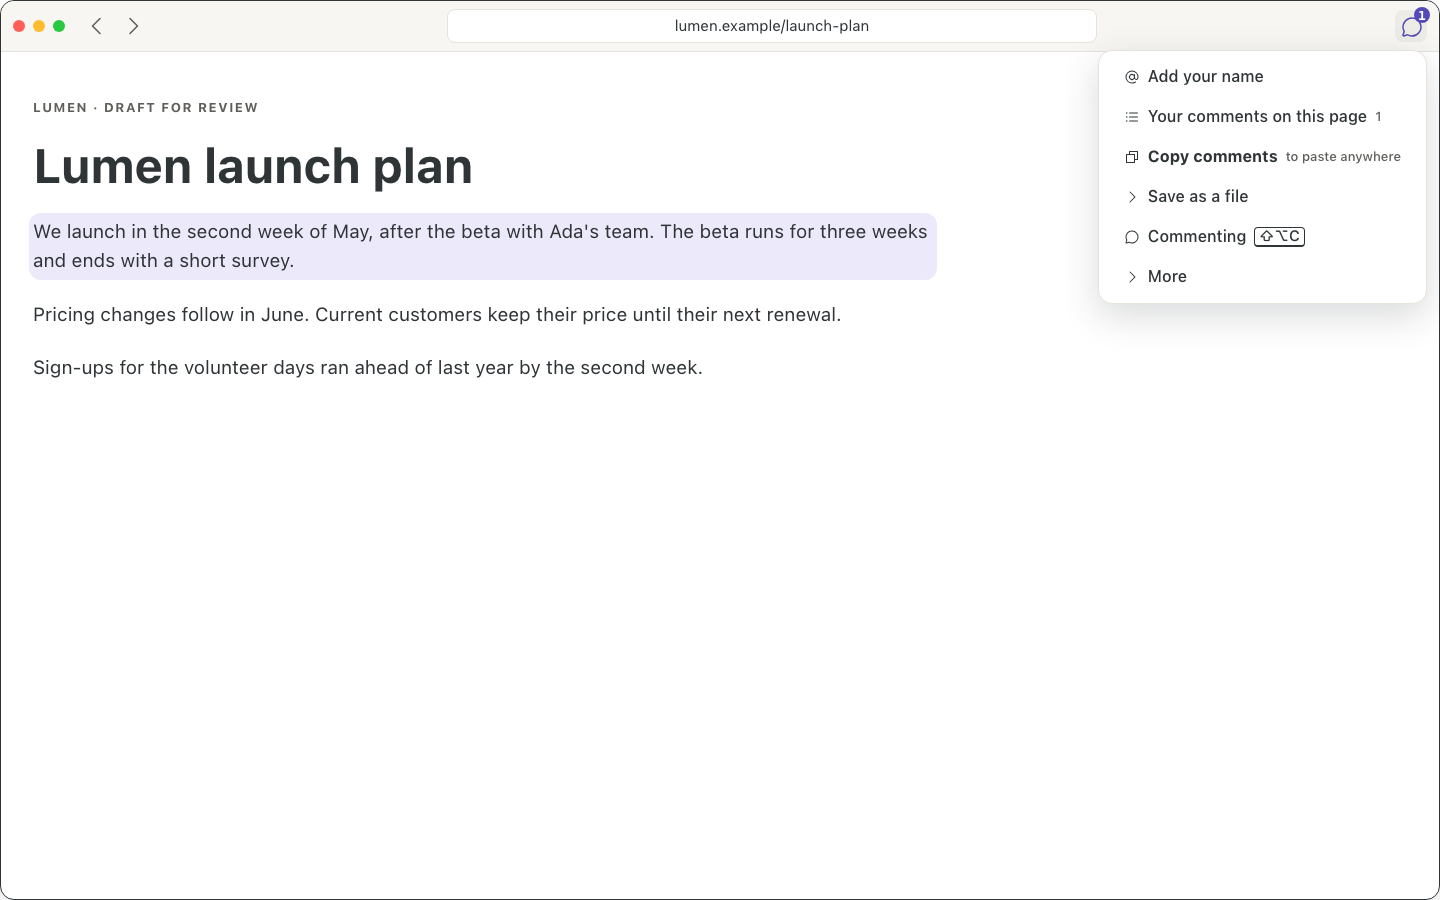 lumen.example/launch-plan
1
Add your name
Your comments on this page 1
Copy comments to paste anywhere
Save as a file
Commenting ⇧⌥C
More
LUMEN · DRAFT FOR REVIEW
Lumen launch plan
We launch in the second week of May, after the beta with Ada's team. The beta runs for three weeks
and ends with a short survey.
Pricing changes follow in June. Current customers keep their price until their next renewal.
Sign-ups for the volunteer days ran ahead of last year by the second week.